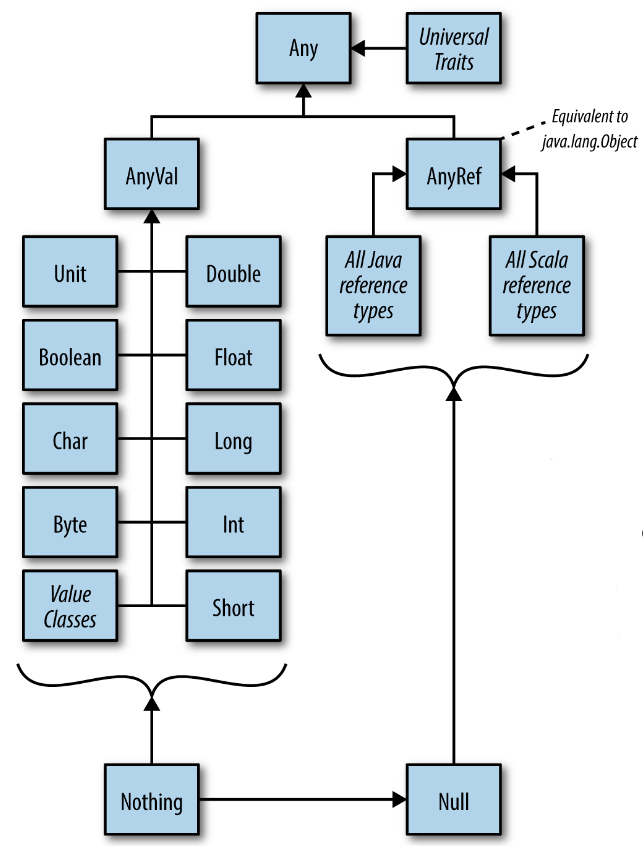 Any
Universal
Traits
Equivalent to
java.lang.Object
AnyVal
AnyRef
Unit
Double
All Java
reference
types
All Scala
reference
types
Boolean
Float
Char
Long
Byte
Int
Value
Classes
Short
Nothing
Null